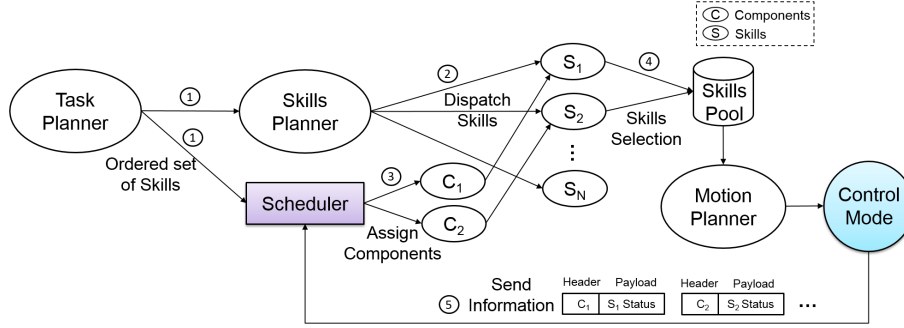 C Components
S Skills
Task
Planner
1
1
Ordered set
of Skills
Skills
Planner
Scheduler
2
Dispatch
Skills
3
Assign
Components
C1
C2
S1
S2
⋮
SN
4
Skills
Selection
Skills
Pool
Motion
Planner
Control
Mode
5
Send
Information
Header Payload
C1 S1 Status
Header Payload
C2 S2 Status
...